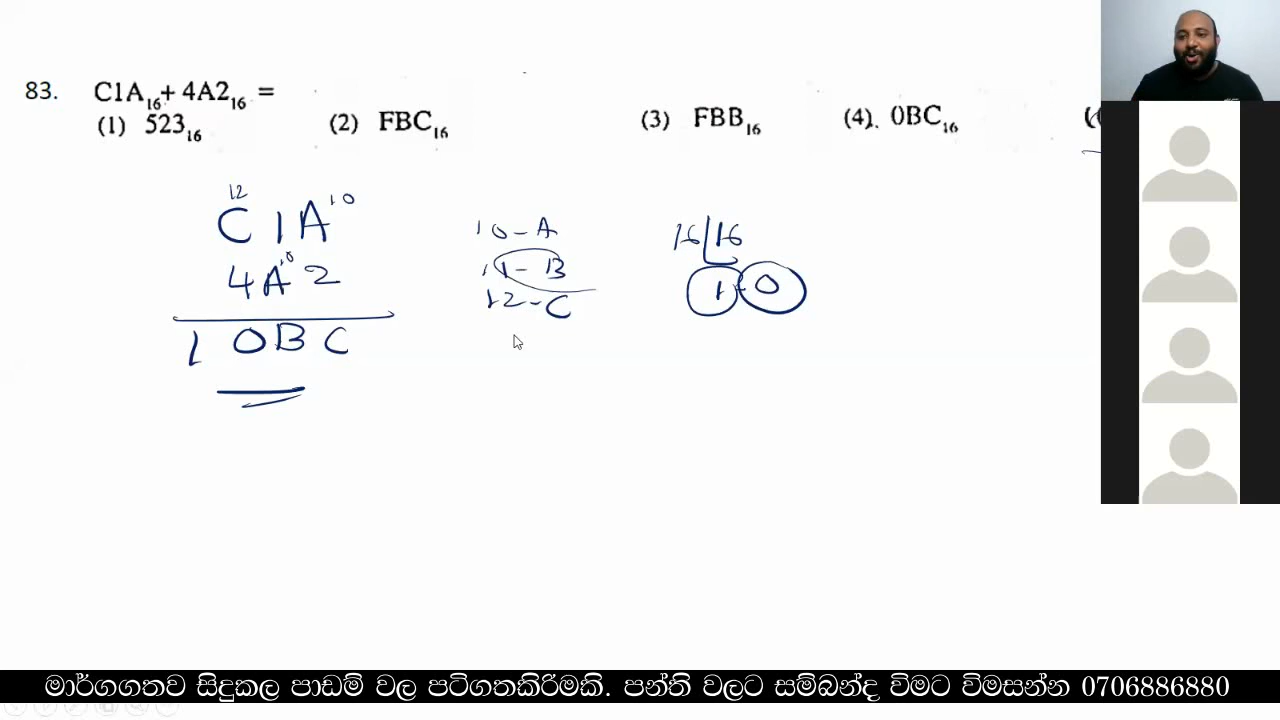 83. C1A₁₆+ 4A2₁₆ =
(1) 523₁₆ (2) FBC₁₆ (3) FBB₁₆ (4). 0BC₁₆
12
C 1 A 10
4 A 10 2
1 0 B C
10 - A
11 - B
12 - C
16 16
1 - 0
මාර්ගගතව සිදුකල පාඩම් වල පටිගතකිරිමකි. පන්ති වලට සම්බන්ද විමට විමසන්න 0706886880